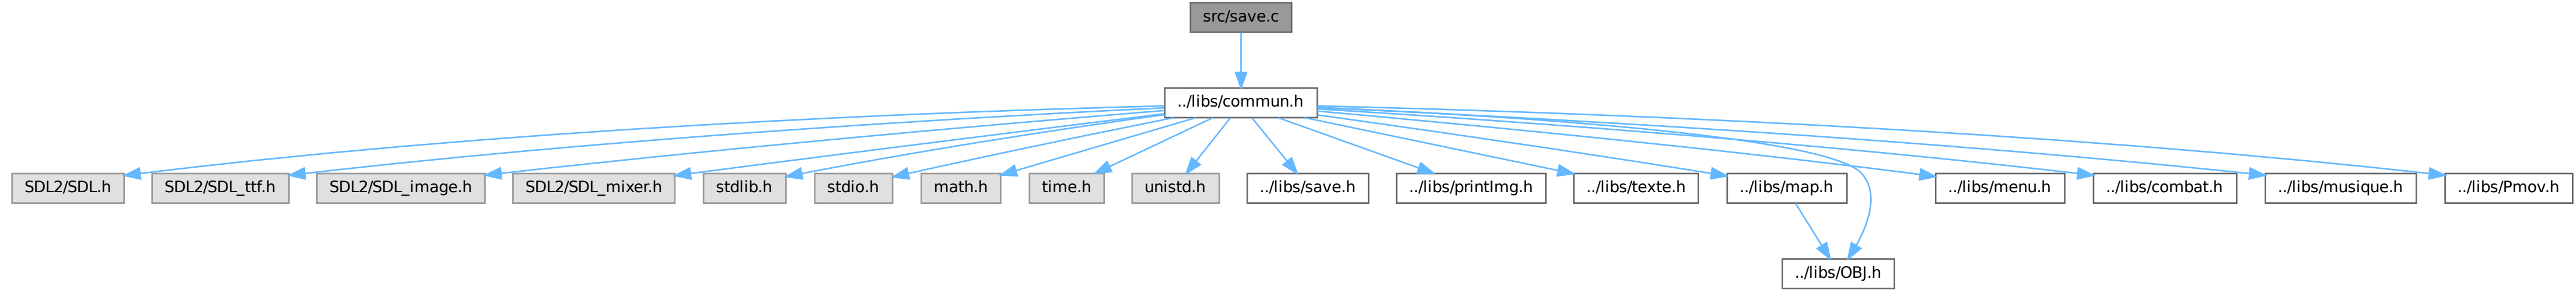 src/save.c
../libs/commun.h
SDL2/SDL.h
SDL2/SDL_ttf.h
SDL2/SDL_image.h
SDL2/SDL_mixer.h
stdlib.h
stdio.h
math.h
time.h
unistd.h
../libs/save.h
../libs/printImg.h
../libs/texte.h
../libs/map.h
../libs/menu.h
../libs/combat.h
../libs/musique.h
../libs/Pmov.h
../libs/OBJ.h